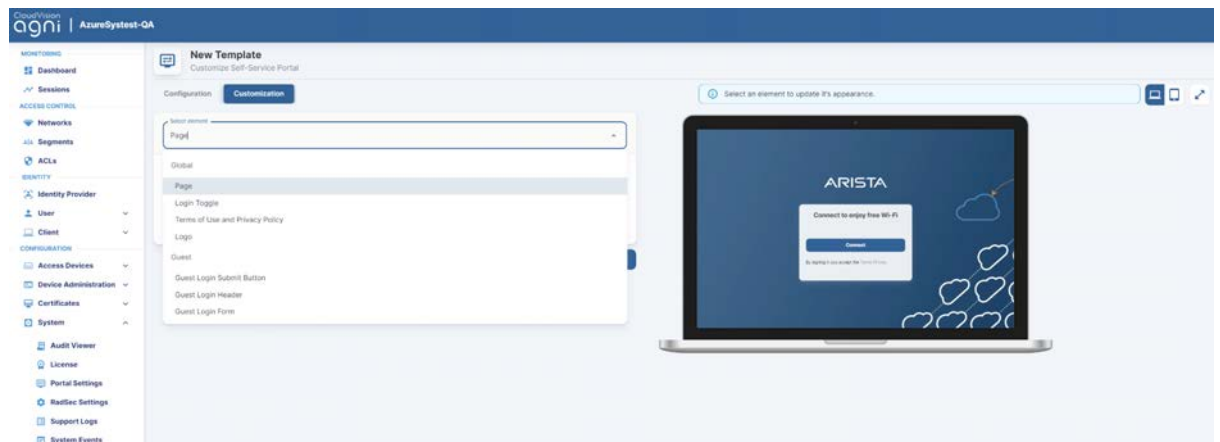 CloudVision
agni | AzureSystest-QA
MONITORING
Dashboard
Sessions
ACCESS CONTROL
Networks
Segments
ACLs
IDENTITY
Identity Provider
User
Client
CONFIGURATION
Access Devices
Device Administration
Certificates
System
Audit Viewer
License
Portal Settings
RadSec Settings
Support Logs
System Events
New Template
Customize Self-Service Portal
Configuration
Customization
Select element
Page
Global
Page
Login Toggle
Terms of Use and Privacy Policy
Logo
Guest
Guest Login Submit Button
Guest Login Header
Guest Login Form
Select an element to update it's appearance.
ARISTA
Connect to enjoy free Wi-Fi
Connect